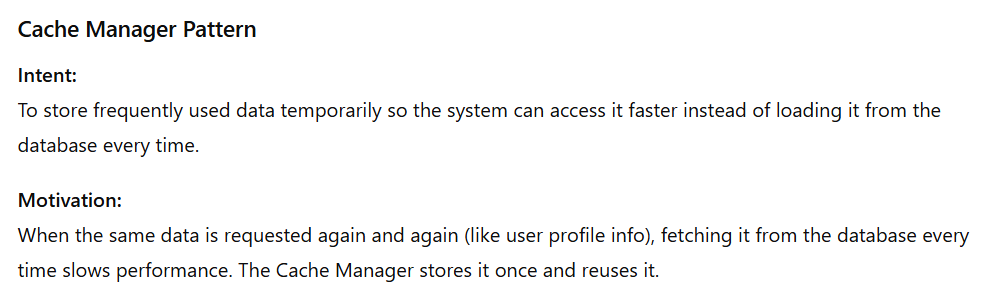 Cache Manager Pattern
Intent:
To store frequently used data temporarily so the system can access it faster instead of loading it from the
database every time.
Motivation:
When the same data is requested again and again (like user profile info), fetching it from the database every
time slows performance. The Cache Manager stores it once and reuses it.